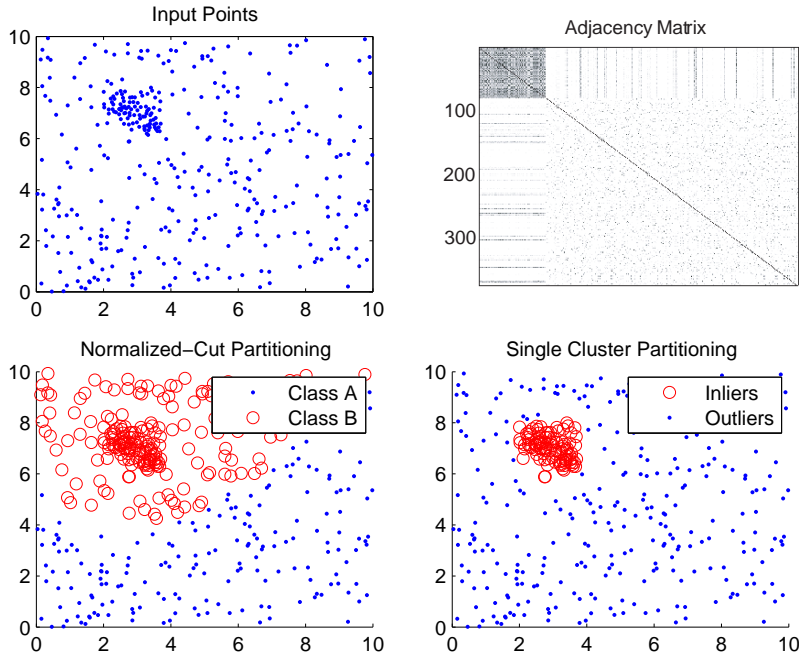 Input Points
10
8
6
4
2
0
0 2 4 6 8 10
Adjacency Matrix
100
200
300
Normalized−Cut Partitioning
10
8
6
4
2
0
0 2 4 6 8 10
Class A
Class B
Single Cluster Partitioning
10
8
6
4
2
0
0 2 4 6 8 10
Inliers
Outliers